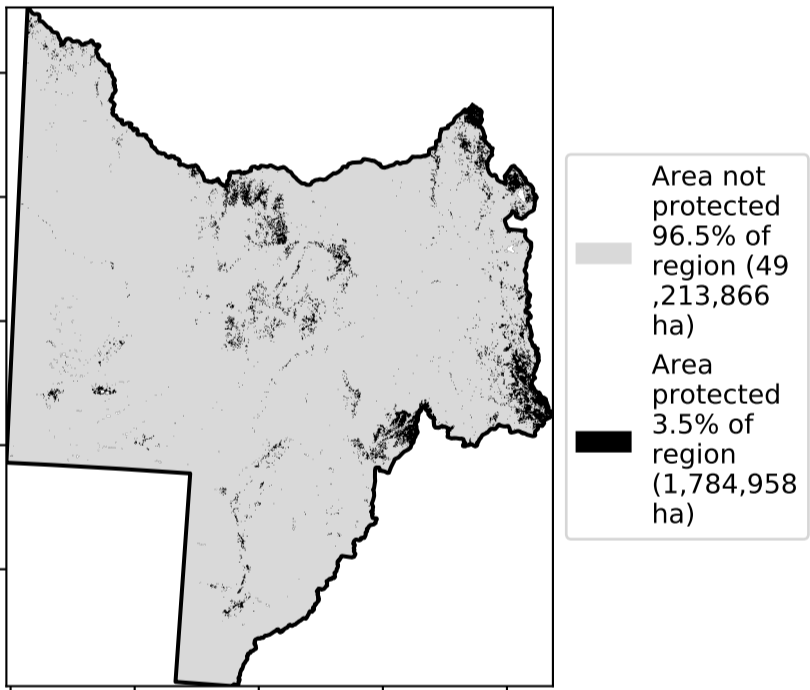 Area not
protected
96.5% of
region (49
,213,866
ha)
Area
protected
3.5% of
region
(1,784,958
ha)